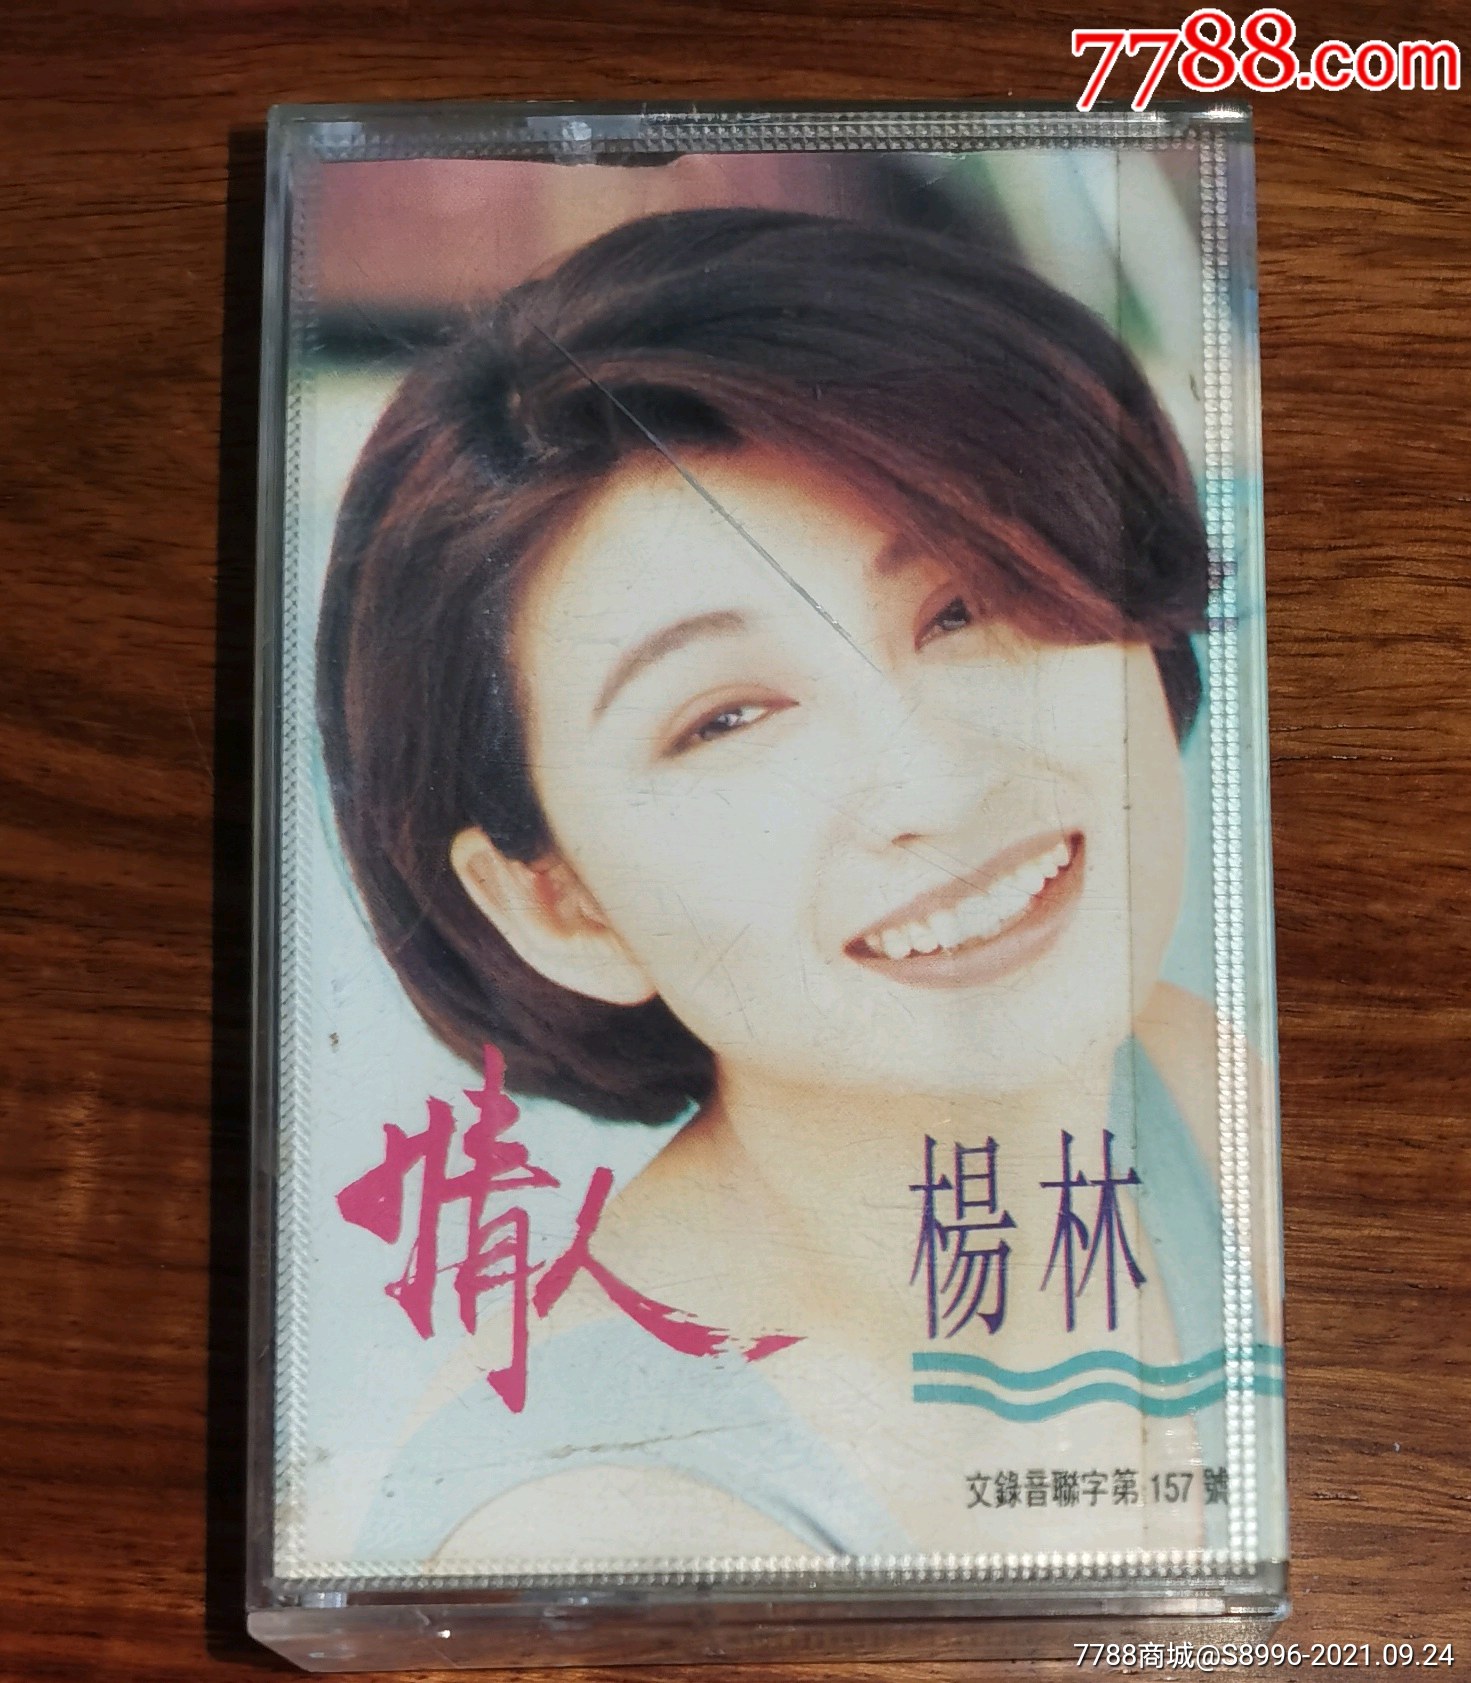 7788.com
情人
楊林
文錄音聯字第 157 號
7788商城@S8996-2021.09.24